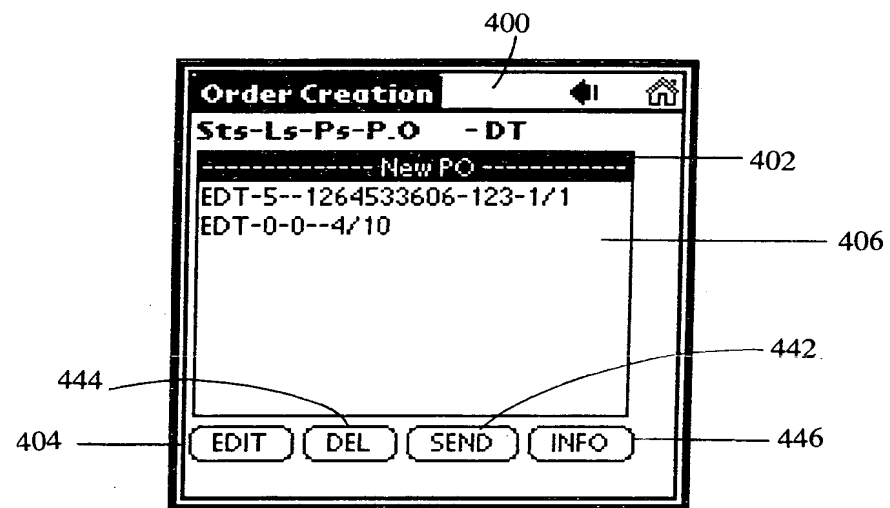 400
Order Creation
Sts-Ls-Ps-P.O - DT
------------ New PO ------------
402
EDT-5--1264533606-123-1/1
EDT-0-0--4/10
406
442
444
404
EDIT DEL SEND INFO
446